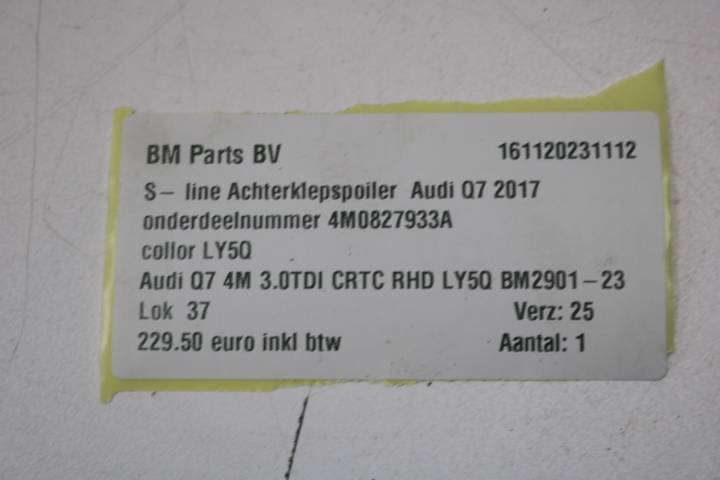 BM Parts BV 161120231112
S- line Achterklepspoiler Audi Q7 2017
onderdeelnummer 4M0827933A
collor LY5Q
Audi Q7 4M 3.0TDI CRTC RHD LY5Q BM2901-23
Lok 37 Verz: 25
229.50 euro inkl btw Aantal: 1